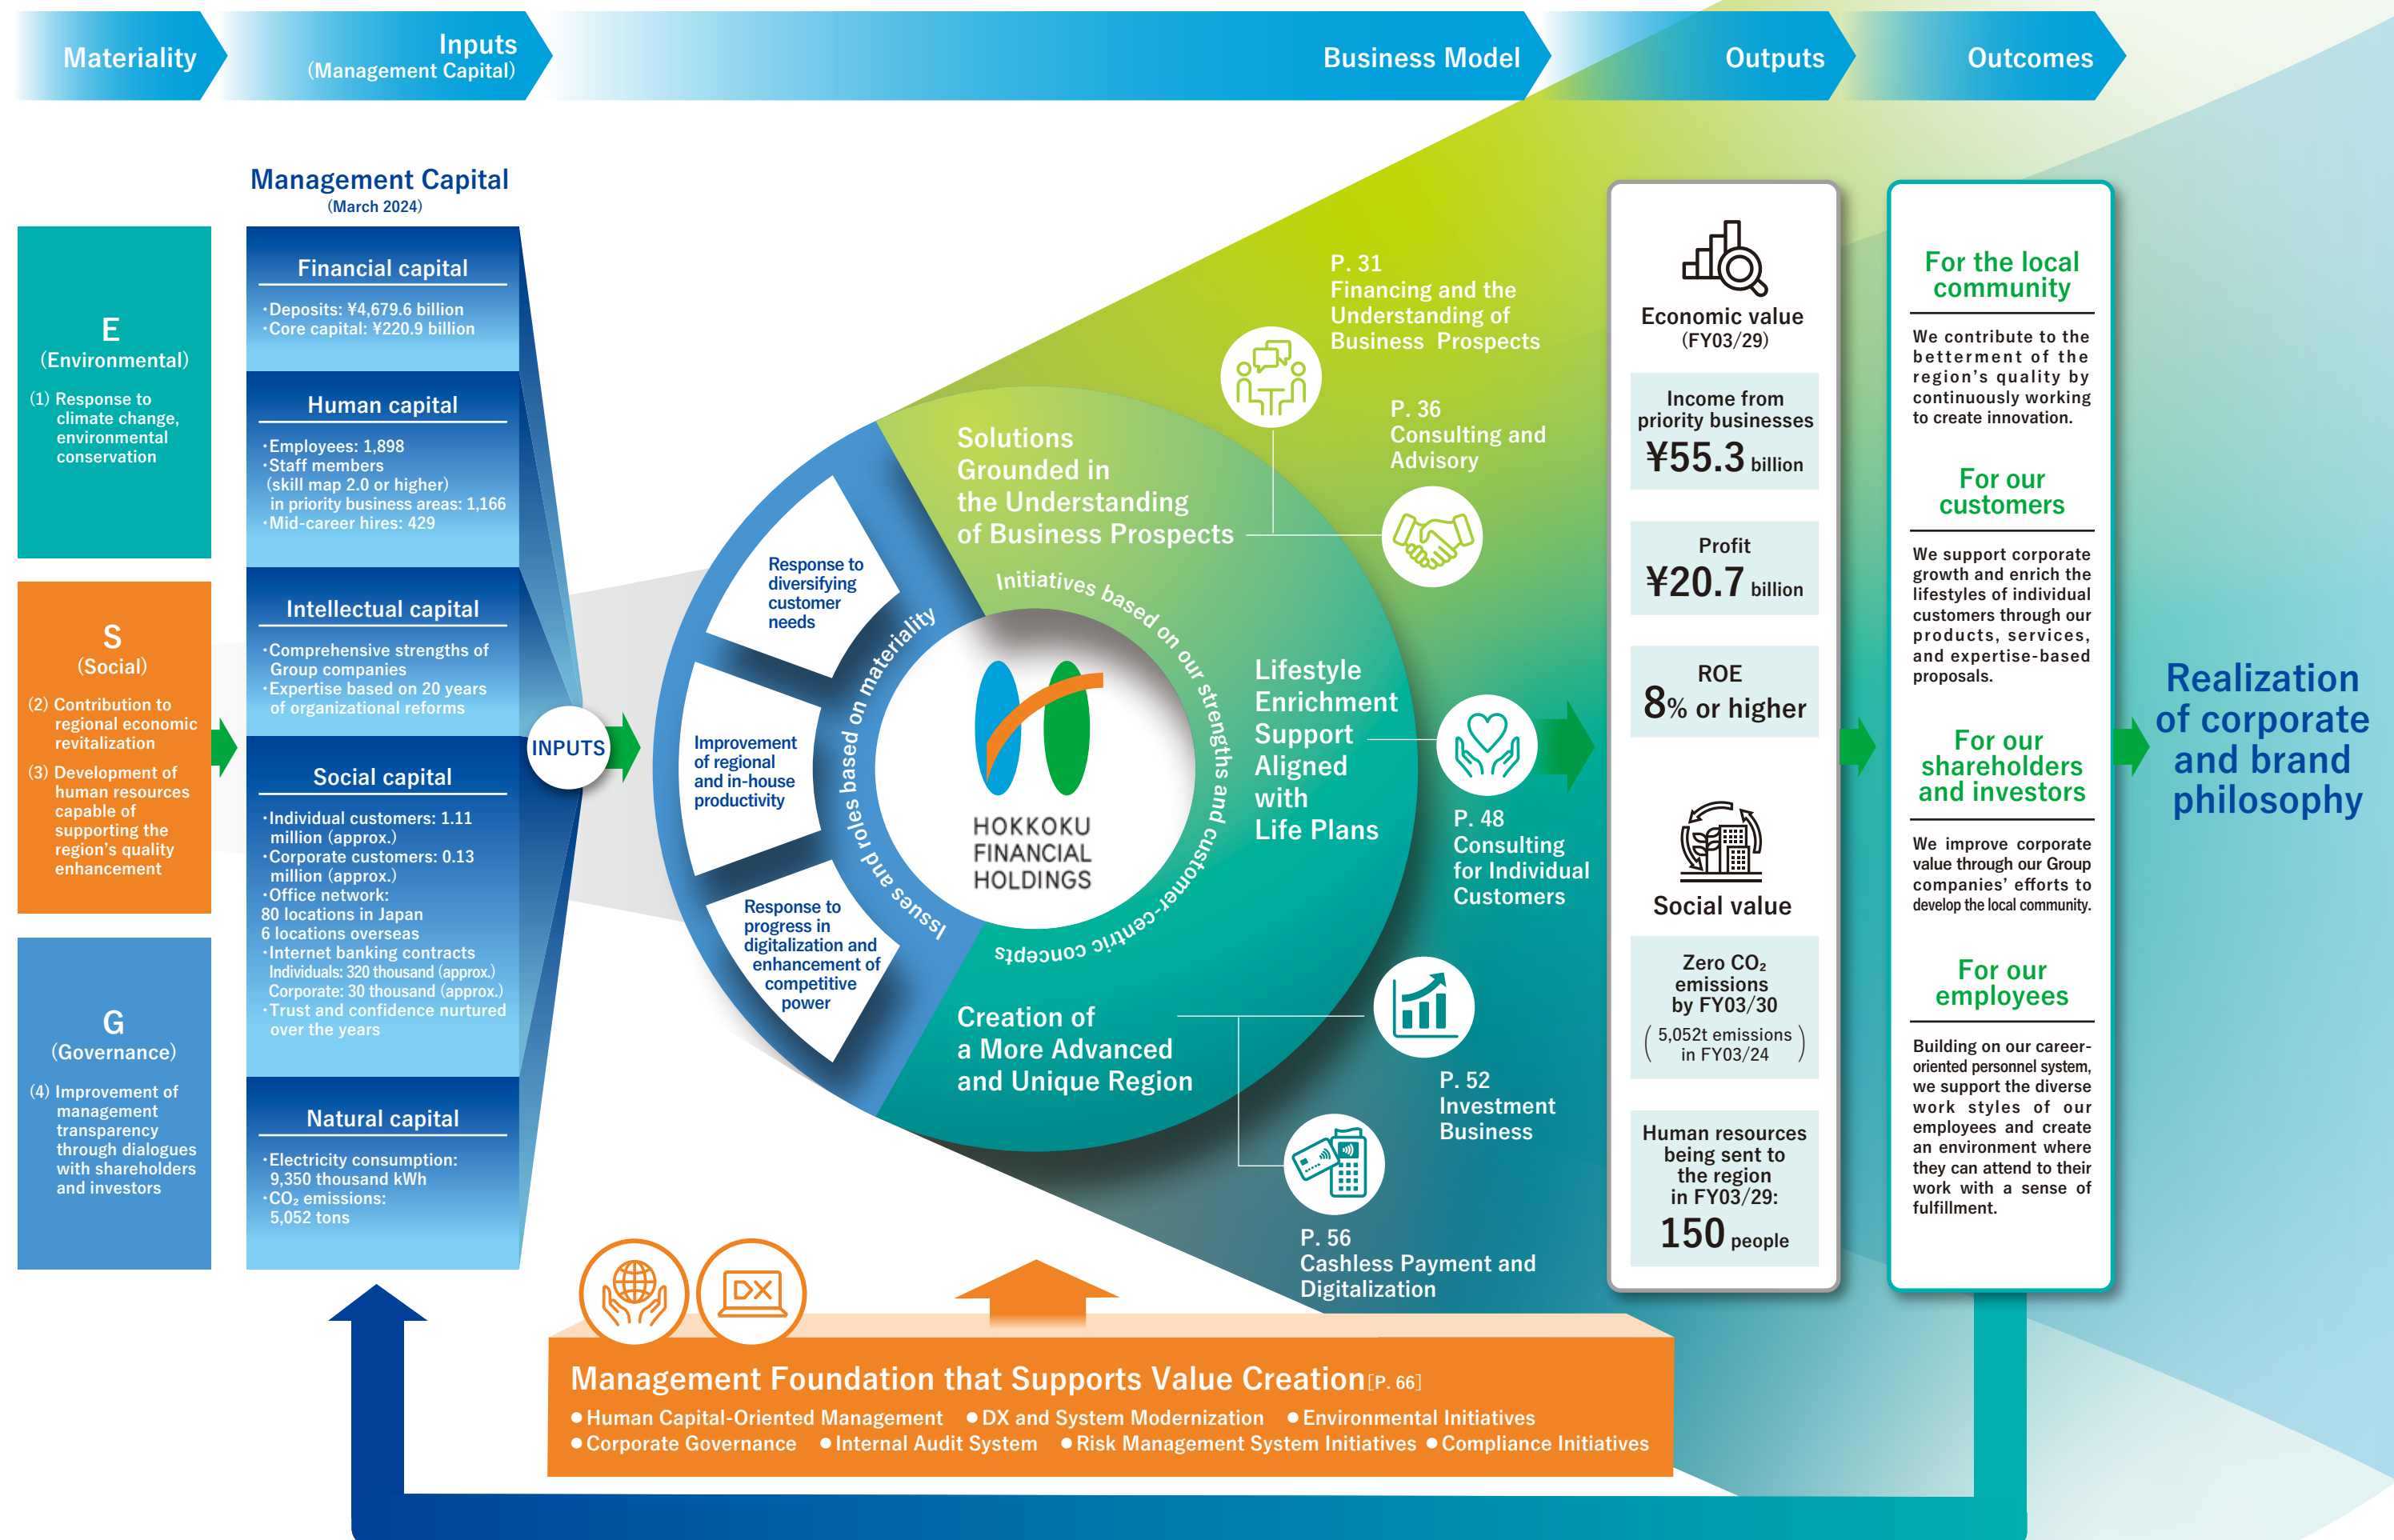 Materiality
Inputs
(Management Capital)
Business Model
Outputs
Outcomes
E
(Environmental)
(1) Response to
climate change,
environmental
conservation
S
(Social)
(2) Contribution to
regional economic
revitalization
(3) Development of
human resources
capable of
supporting the
region's quality
enhancement
G
(Governance)
(4) Improvement of
management
transparency
through dialogues
with shareholders
and investors
Management Capital
(March 2024)
Financial capital
・Deposits: ¥4,679.6 billion
・Core capital: ¥220.9 billion
Human capital
・Employees: 1,898
・Staff members
(skill map 2.0 or higher)
in priority business areas: 1,166
・Mid-career hires: 429
Intellectual capital
・Comprehensive strengths of
Group companies
・Expertise based on 20 years
of organizational reforms
Social capital
・Individual customers: 1.11
million (approx.)
・Corporate customers: 0.13
million (approx.)
・Office network:
80 locations in Japan
6 locations overseas
・Internet banking contracts
Individuals: 320 thousand (approx.)
Corporate: 30 thousand (approx.)
・Trust and confidence nurtured
over the years
Natural capital
・Electricity consumption:
9,350 thousand kWh
・CO₂ emissions:
5,052 tons
INPUTS
Response to
diversifying
customer
needs
Improvement
of regional
and in-house
productivity
Response to
progress in
digitalization and
enhancement of
competitive
power
Issues and roles based on materiality
HOKKOKU
FINANCIAL
HOLDINGS
Initiatives based on our strengths and customer-centric concepts
Solutions
Grounded in
the Understanding
of Business Prospects
Lifestyle
Enrichment
Support
Aligned
with
Life Plans
Creation of
a More Advanced
and Unique Region
P. 31
Financing and the
Understanding of
Business Prospects
P. 36
Consulting and
Advisory
P. 48
Consulting
for Individual
Customers
P. 52
Investment
Business
P. 56
Cashless Payment and
Digitalization
DX
Management Foundation that Supports Value Creation [P. 66]
●Human Capital-Oriented Management ●DX and System Modernization ●Environmental Initiatives
●Corporate Governance ●Internal Audit System ●Risk Management System Initiatives ●Compliance Initiatives
Economic value
(FY03/29)
Income from
priority businesses
¥55.3 billion
Profit
¥20.7 billion
ROE
8% or higher
Social value
Zero CO₂
emissions
by FY03/30
(5,052t emissions
in FY03/24)
Human resources
being sent to
the region
in FY03/29:
150 people
For the local
community
We contribute to the
betterment of the
region's quality by
continuously working
to create innovation.
For our
customers
We support corporate
growth and enrich the
lifestyles of individual
customers through our
products, services,
and expertise-based
proposals.
For our
shareholders
and investors
We improve corporate
value through our Group
companies' efforts to
develop the local community.
For our
employees
Building on our career-
oriented personnel system,
we support the diverse
work styles of our
employees and create
an environment where
they can attend to their
work with a sense of
fulfillment.
Realization
of corporate
and brand
philosophy